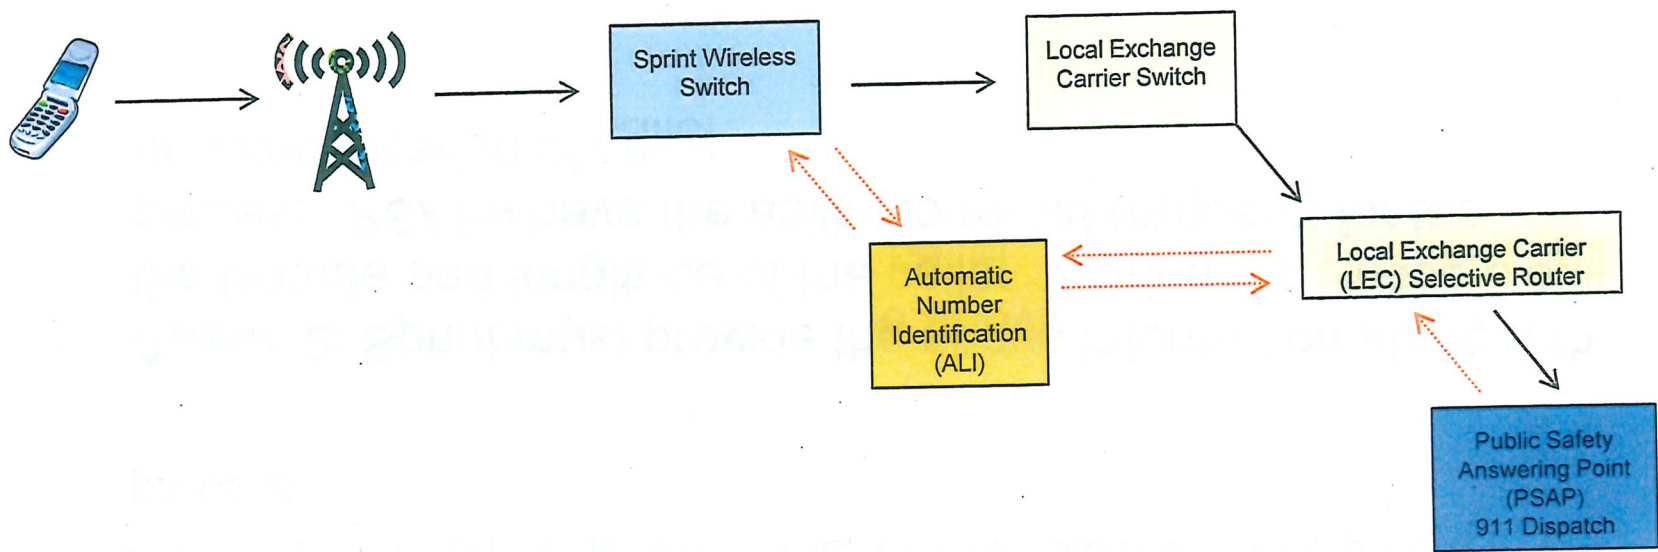 Sprint Wireless
Switch
Local Exchange
Carrier Switch
Automatic
Number
Identification
(ALI)
Local Exchange Carrier
(LEC) Selective Router
Public Safety
Answering Point
(PSAP)
911 Dispatch